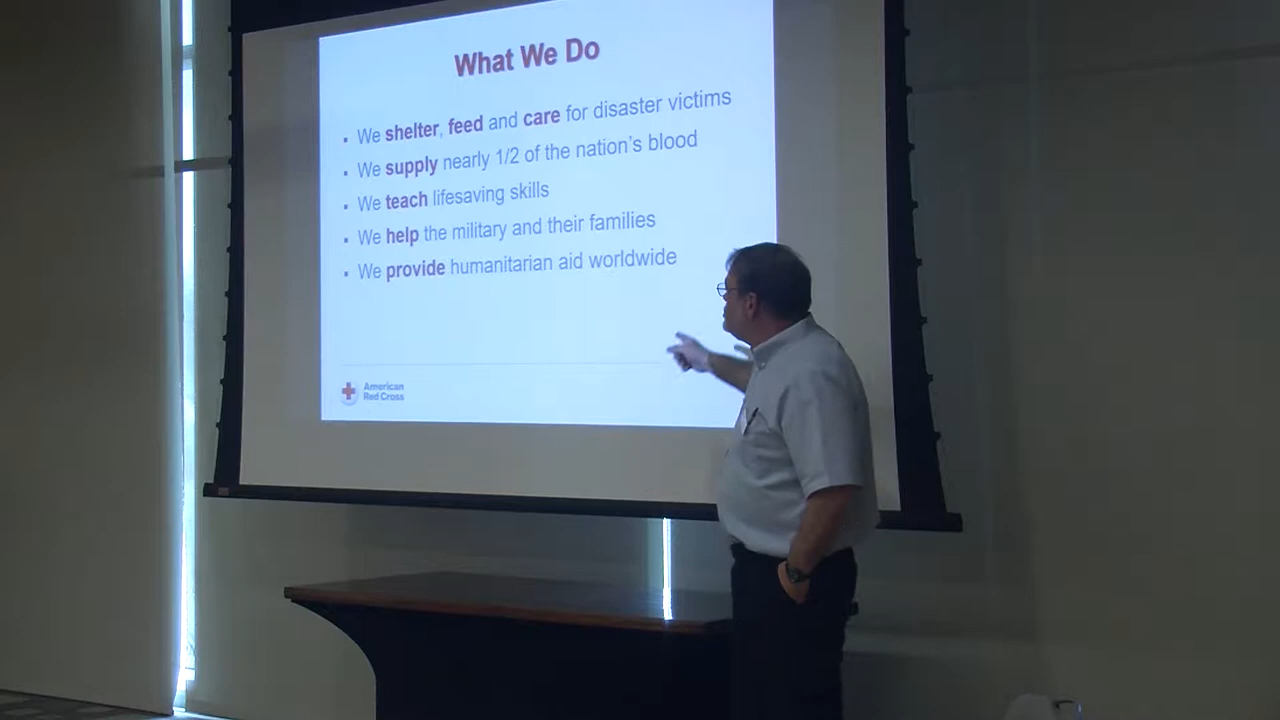 What We Do
▪ We shelter, feed and care for disaster victims
▪ We supply nearly 1/2 of the nation's blood
▪ We teach lifesaving skills
▪ We help the military and their families
▪ We provide humanitarian aid worldwide
American
Red Cross